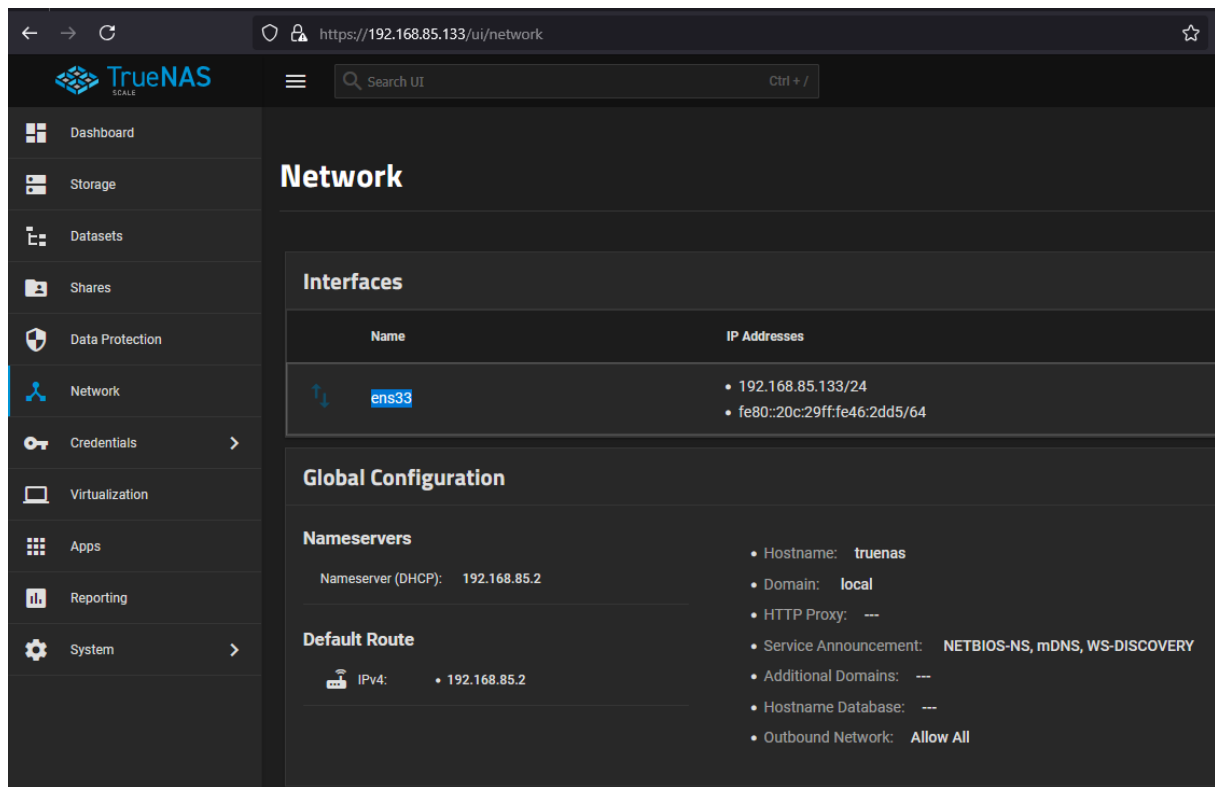 https://192.168.85.133/ui/network
TrueNAS
SCALE
Search UI Ctrl + /
Dashboard
Storage
Datasets
Shares
Data Protection
Network
Credentials
Virtualization
Apps
Reporting
System
Network
Interfaces
Name IP Addresses
ens33
• 192.168.85.133/24
• fe80::20c:29ff:fe46:2dd5/64
Global Configuration
Nameservers
Nameserver (DHCP): 192.168.85.2
Default Route
IPv4: • 192.168.85.2
• Hostname: truenas
• Domain: local
• HTTP Proxy: ---
• Service Announcement: NETBIOS-NS, mDNS, WS-DISCOVERY
• Additional Domains: ---
• Hostname Database: ---
• Outbound Network: Allow All